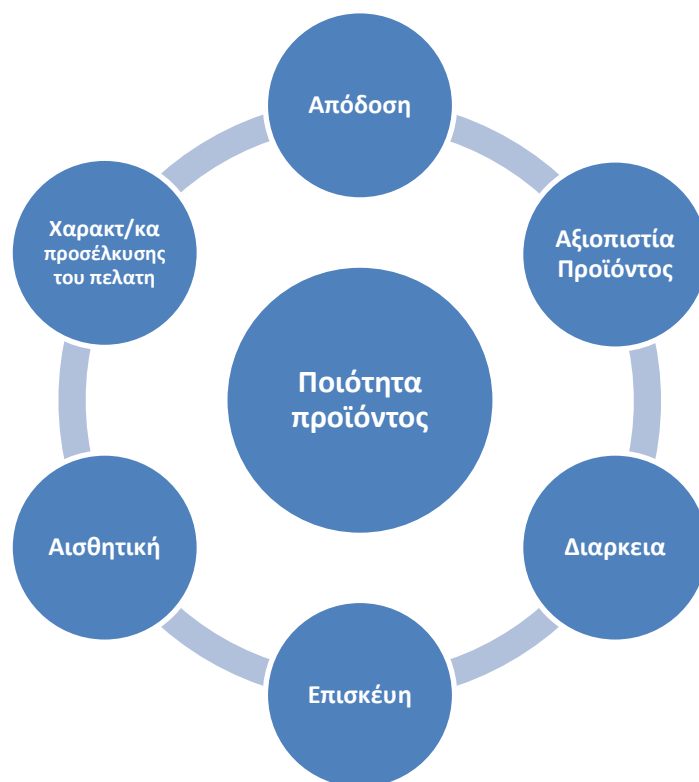 Απόδοση
Αξιοπιστία
Προϊόντος
Διαρκεια
Επισκέυη
Αισθητική
Χαρακτ/κα
προσέλκυσης
του πελατη
Ποιότητα
προϊόντος